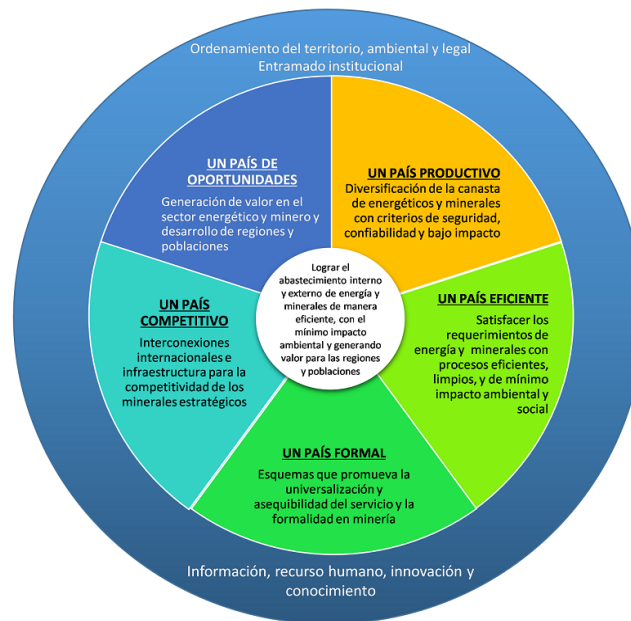 Ordenamiento del territorio, ambiental y legal
Entramado institucional
UN PAÍS DE
OPORTUNIDADES
Generación de valor en el
sector energético y minero y
desarrollo de regiones y
poblaciones
UN PAÍS PRODUCTIVO
Diversificación de la canasta
de energéticos y minerales
con criterios de seguridad,
confiabilidad y bajo impacto
Lograr el
abastecimiento interno
y externo de energía y
minerales de manera
eficiente, con el
mínimo impacto
ambiental y generando
valor para las regiones
y poblaciones
UN PAÍS
COMPETITIVO
Interconexiones
internacionales e
infraestructura para la
competitividad de los
minerales estratégicos
UN PAÍS EFICIENTE
Satisfacer los
requerimientos de
energía y minerales con
procesos eficientes,
limpios, y de mínimo
impacto ambiental y
social
UN PAÍS FORMAL
Esquemas que promueva la
universalización y
asequibilidad del servicio y la
formalidad en minería
Información, recurso humano, innovación y
conocimiento